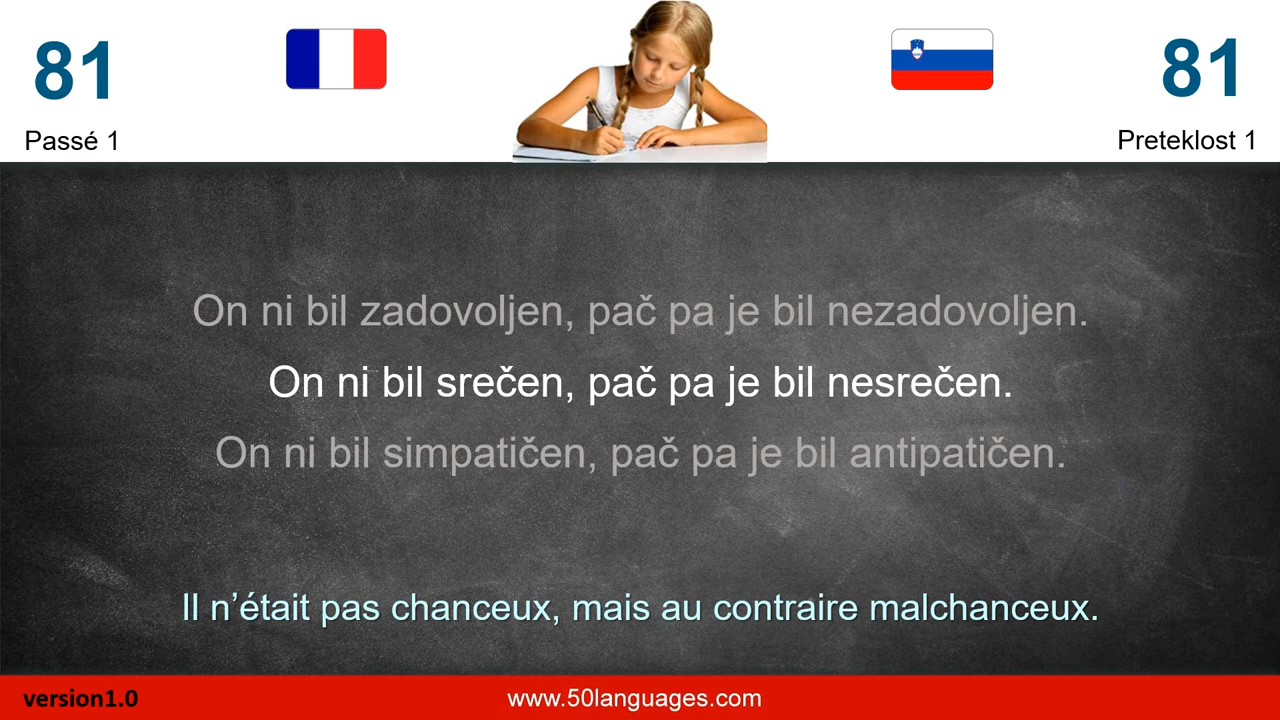 81
81
Passé 1
Preteklost 1
On ni bil zadovoljen, pač pa je bil nezadovoljen.
On ni bil srečen, pač pa je bil nesrečen.
On ni bil simpatičen, pač pa je bil antipatičen.
Il n’était pas chanceux, mais au contraire malchanceux.
version1.0
www.50languages.com